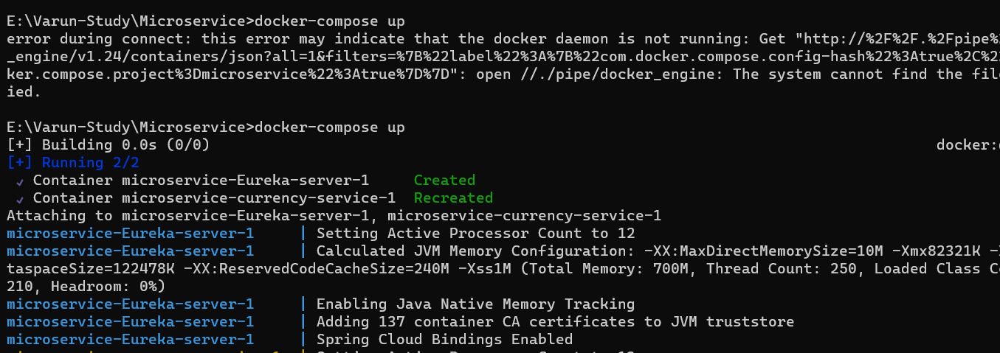 E:\Varun-Study\Microservice>docker-compose up
error during connect: this error may indicate that the docker daemon is not running: Get "http://%2F%2F.%2Fpipe%
_engine/v1.24/containers/json?all=1&filters=%7B%22label%22%3A%7B%22com.docker.compose.config-hash%22%3Atrue%2C%2
ker.compose.project%3Dmicroservice%22%3Atrue%7D%7D": open //./pipe/docker_engine: The system cannot find the fil
ied.
E:\Varun-Study\Microservice>docker-compose up
[+] Building 0.0s (0/0) docker:
[+] Running 2/2
✓ Container microservice-Eureka-server-1 Created
✓ Container microservice-currency-service-1 Recreated
Attaching to microservice-Eureka-server-1, microservice-currency-service-1
microservice-Eureka-server-1 | Setting Active Processor Count to 12
microservice-Eureka-server-1 | Calculated JVM Memory Configuration: -XX:MaxDirectMemorySize=10M -Xmx82321K -
taspaceSize=122478K -XX:ReservedCodeCacheSize=240M -Xss1M (Total Memory: 700M, Thread Count: 250, Loaded Class C
210, Headroom: 0%)
microservice-Eureka-server-1 | Enabling Java Native Memory Tracking
microservice-Eureka-server-1 | Adding 137 container CA certificates to JVM truststore
microservice-Eureka-server-1 | Spring Cloud Bindings Enabled